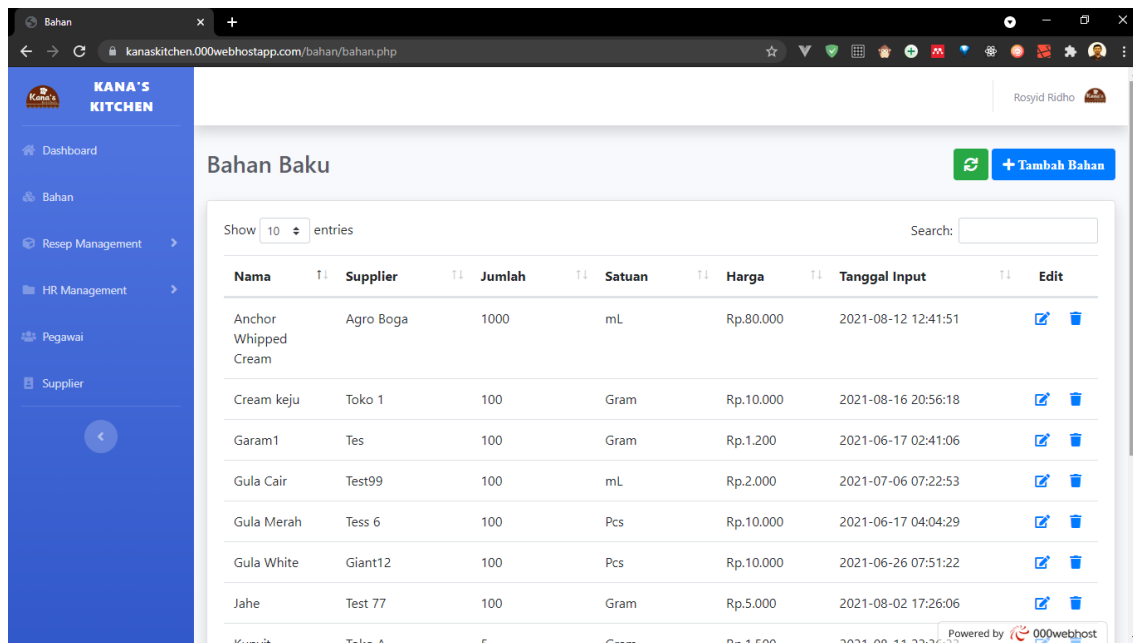 Bahan
kanaskitchen.000webhostapp.com/bahan/bahan.php
Kana's
KANA'S
KITCHEN
Rosyid Ridho
Dashboard
Bahan
Resep Management
HR Management
Pegawai
Supplier
Bahan Baku
Tambah Bahan
Show 10 entries
Search:
Nama Supplier Jumlah Satuan Harga Tanggal Input Edit
Anchor Whipped Cream Agro Boga 1000 mL Rp.80.000 2021-08-12 12:41:51
Cream keju Toko 1 100 Gram Rp.10.000 2021-08-16 20:56:18
Garam1 Tes 100 Gram Rp.1.200 2021-06-17 02:41:06
Gula Cair Test99 100 mL Rp.2.000 2021-07-06 07:22:53
Gula Merah Tess 6 100 Pcs Rp.10.000 2021-06-17 04:04:29
Gula White Giant12 100 Pcs Rp.10.000 2021-06-26 07:51:22
Jahe Test 77 100 Gram Rp.5.000 2021-08-02 17:26:06
Powered by 000webhost